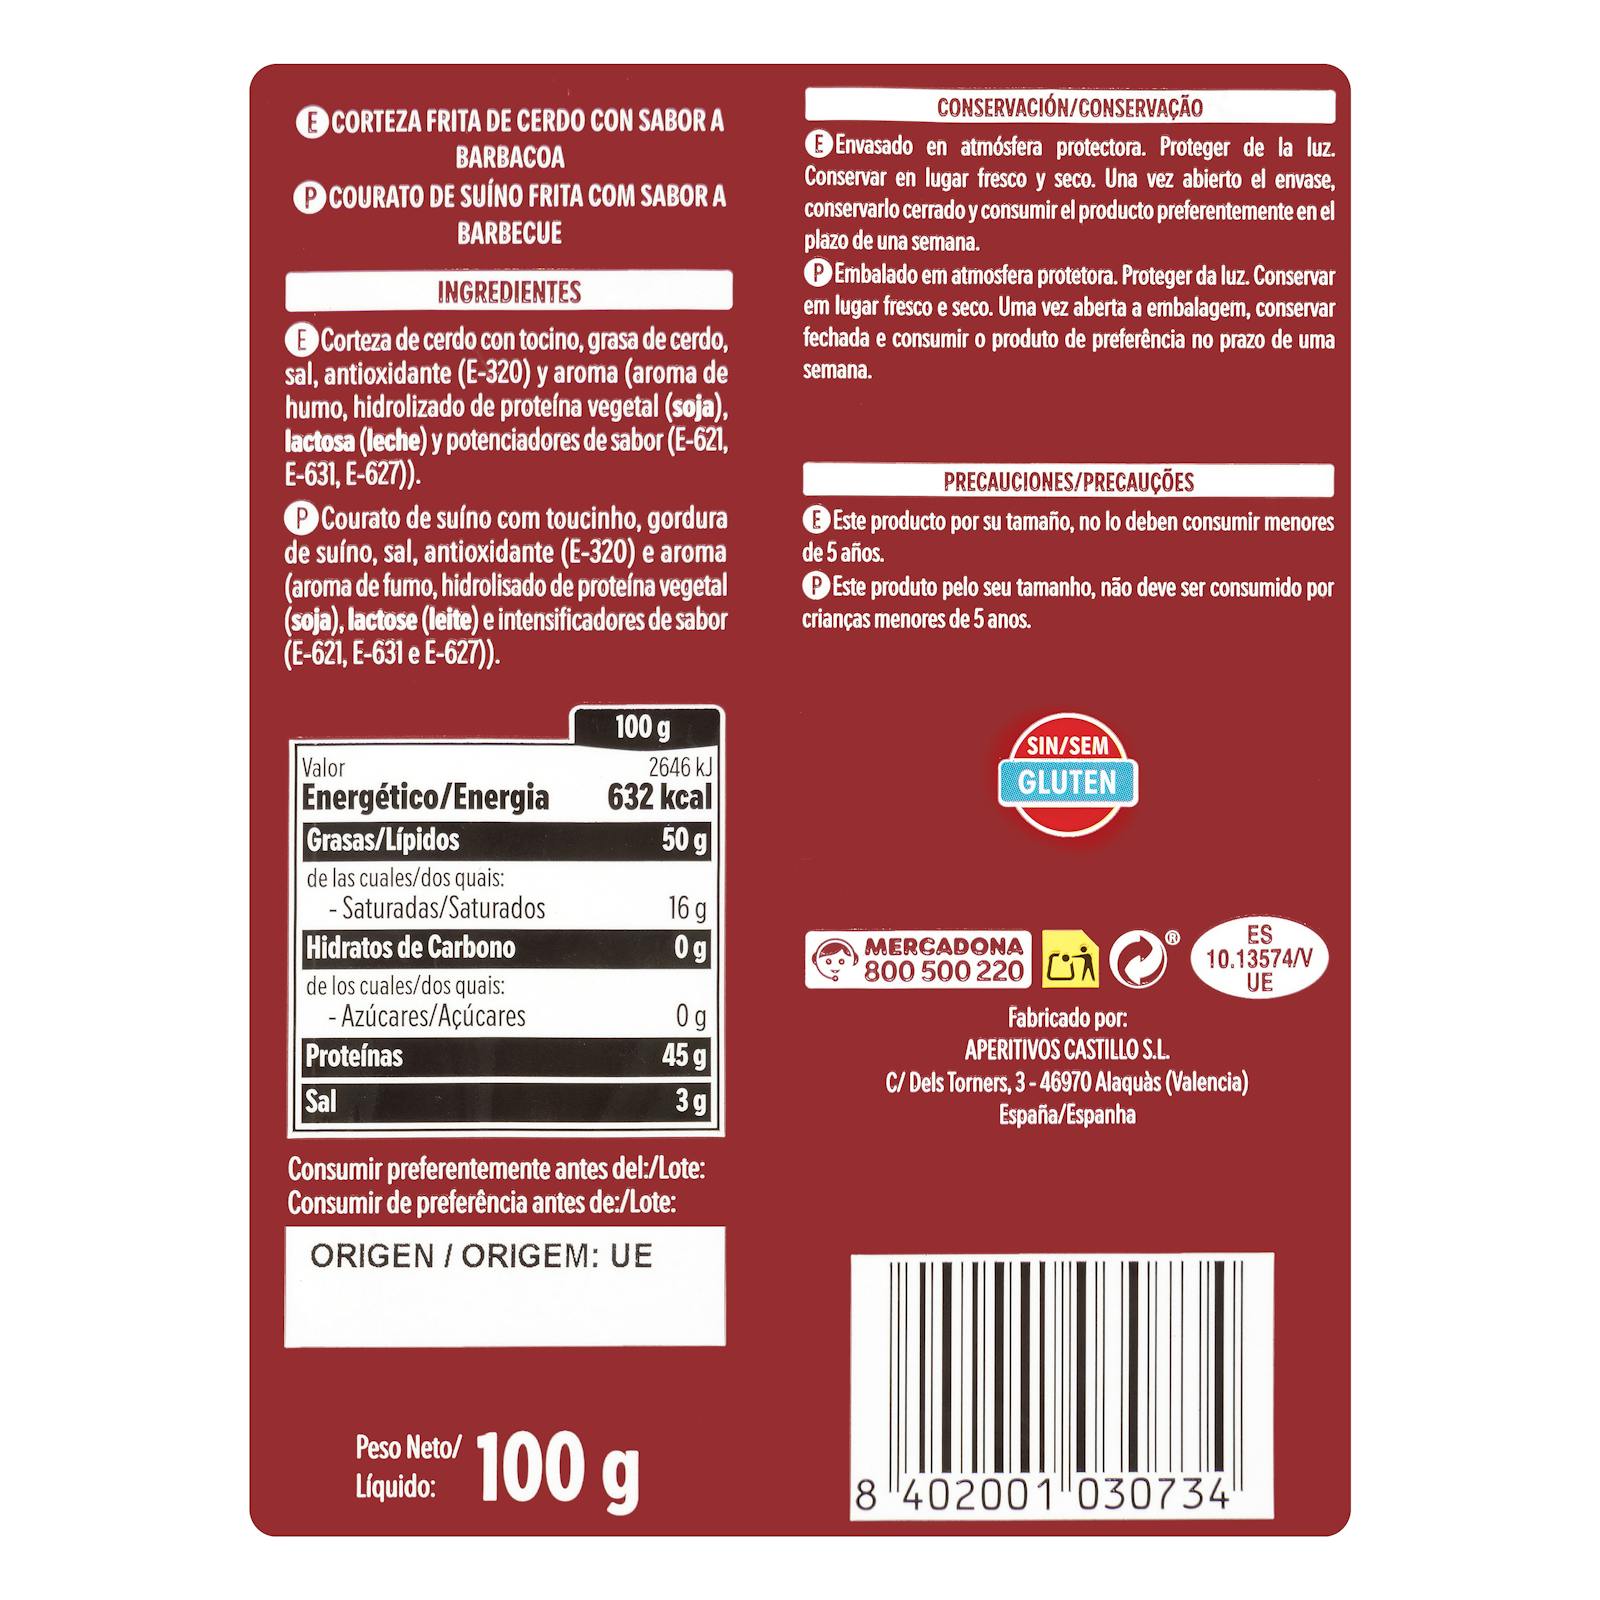 E CORTEZA FRITA DE CERDO CON SABOR A
BARBACOA
P COURATO DE SUÍNO FRITA COM SABOR A
BARBECUE
INGREDIENTES
E Corteza de cerdo con tocino, grasa de cerdo,
sal, antioxidante (E-320) y aroma (aroma de
humo, hidrolizado de proteína vegetal (soja),
lactosa (leche) y potenciadores de sabor (E-621,
E-631, E-627)).
P Courato de suíno com toucinho, gordura
de suíno, sal, antioxidante (E-320) e aroma
(aroma de fumo, hidrolisado de proteína vegetal
(soja), lactose (leite) e intensificadores de sabor
(E-621, E-631 e E-627)).
100 g
Valor 2646 kJ
Energético/Energia 632 kcal
Grasas/Lípidos 50 g
de las cuales/dos quais:
- Saturadas/Saturados 16 g
Hidratos de Carbono 0 g
de los cuales/dos quais:
- Azúcares/Açúcares 0 g
Proteínas 45 g
Sal 3 g
Consumir preferentemente antes del:/Lote:
Consumir de preferência antes de:/Lote:
ORIGEN / ORIGEM: UE
Peso Neto/
Líquido: 100 g
CONSERVACIÓN/CONSERVAÇÃO
E Envasado en atmósfera protectora. Proteger de la luz.
Conservar en lugar fresco y seco. Una vez abierto el envase,
conservarlo cerrado y consumir el producto preferentemente en el
plazo de una semana.
P Embalado em atmosfera protetora. Proteger da luz. Conservar
em lugar fresco e seco. Uma vez aberta a embalagem, conservar
fechada e consumir o produto de preferência no prazo de uma
semana.
PRECAUCIONES/PRECAUÇÕES
E Este producto por su tamaño, no lo deben consumir menores
de 5 años.
P Este produto pelo seu tamanho, não deve ser consumido por
crianças menores de 5 anos.
SIN/SEM
GLUTEN
MERCADONA
800 500 220
®
ES
10.13574/V
UE
Fabricado por:
APERITIVOS CASTILLO S.L.
C/ Dels Torners, 3 - 46970 Alaquàs (Valencia)
España/Espanha
8 402001 030734